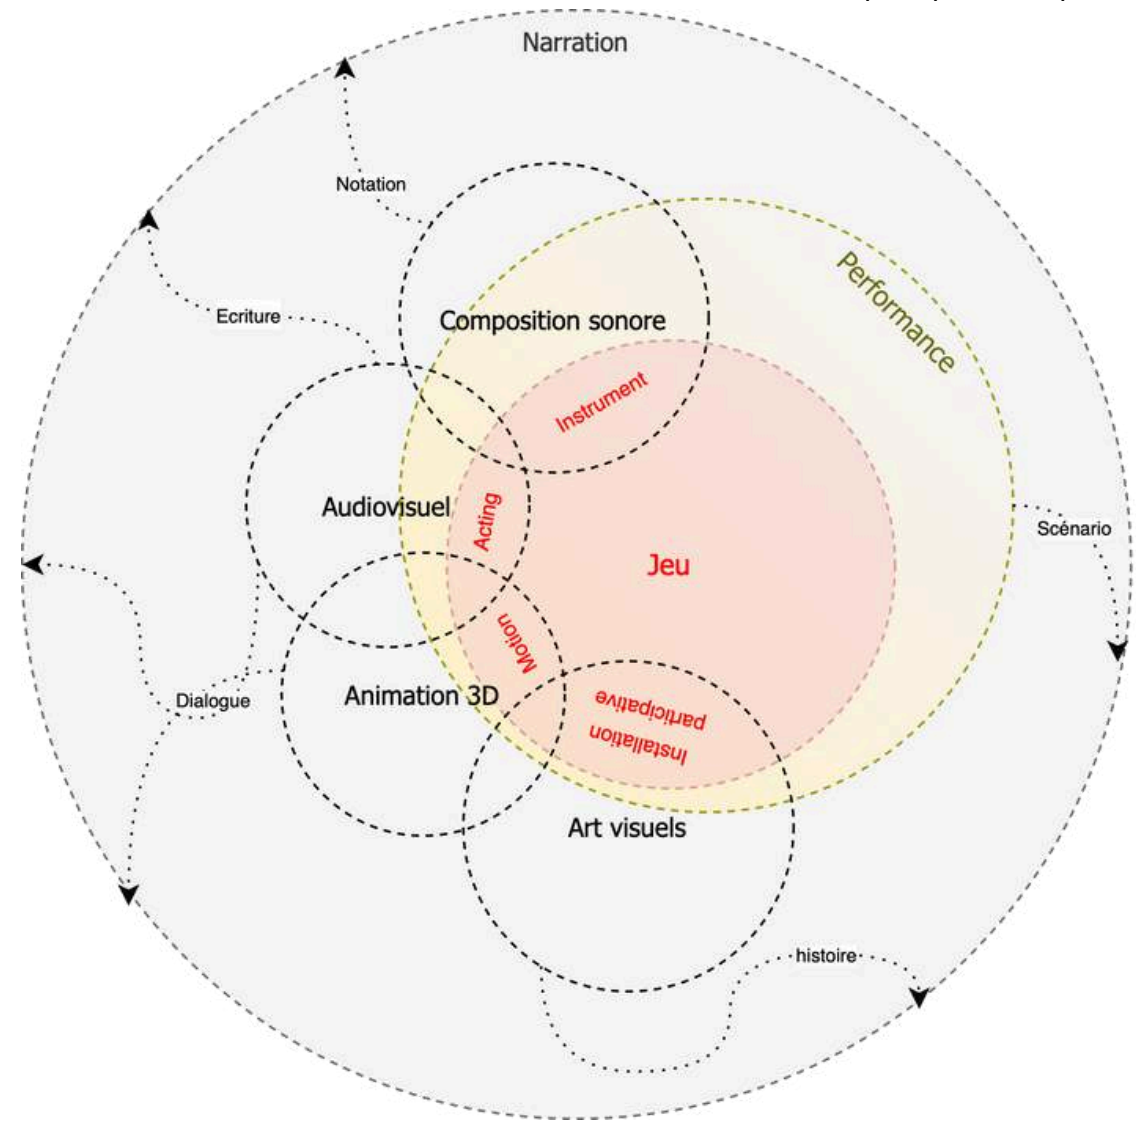 Narration
Notation
Performance
Ecriture
Composition sonore
Instrument
Audiovisuel
Acting
Scénario
Jeu
Motion
Dialogue
Animation 3D
participative
Installation
Art visuels
histoire